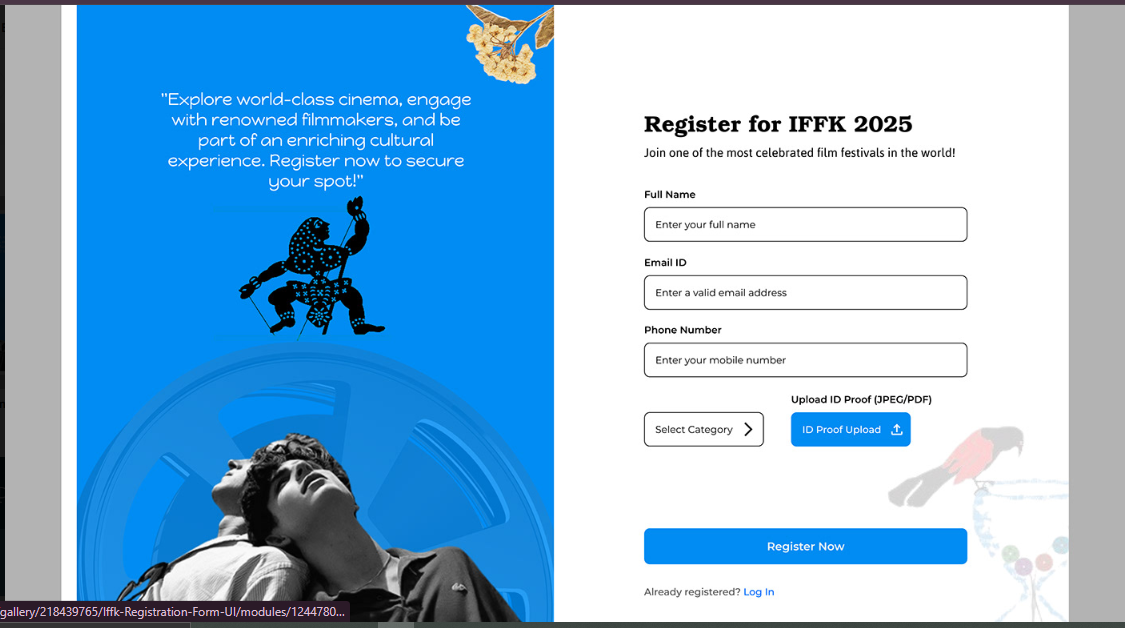 "Explore world-class cinema, engage
with renowned filmmakers, and be
part of an enriching cultural
experience. Register now to secure
your spot!"
Register for IFFK 2025
Join one of the most celebrated film festivals in the world!
Full Name
Enter your full name
Email ID
Enter a valid email address
Phone Number
Enter your mobile number
Upload ID Proof (JPEG/PDF)
Select Category
ID Proof Upload
Register Now
Already registered? Log In
gallery/218439765/Iffk-Registration-Form-UI/modules/1244780...